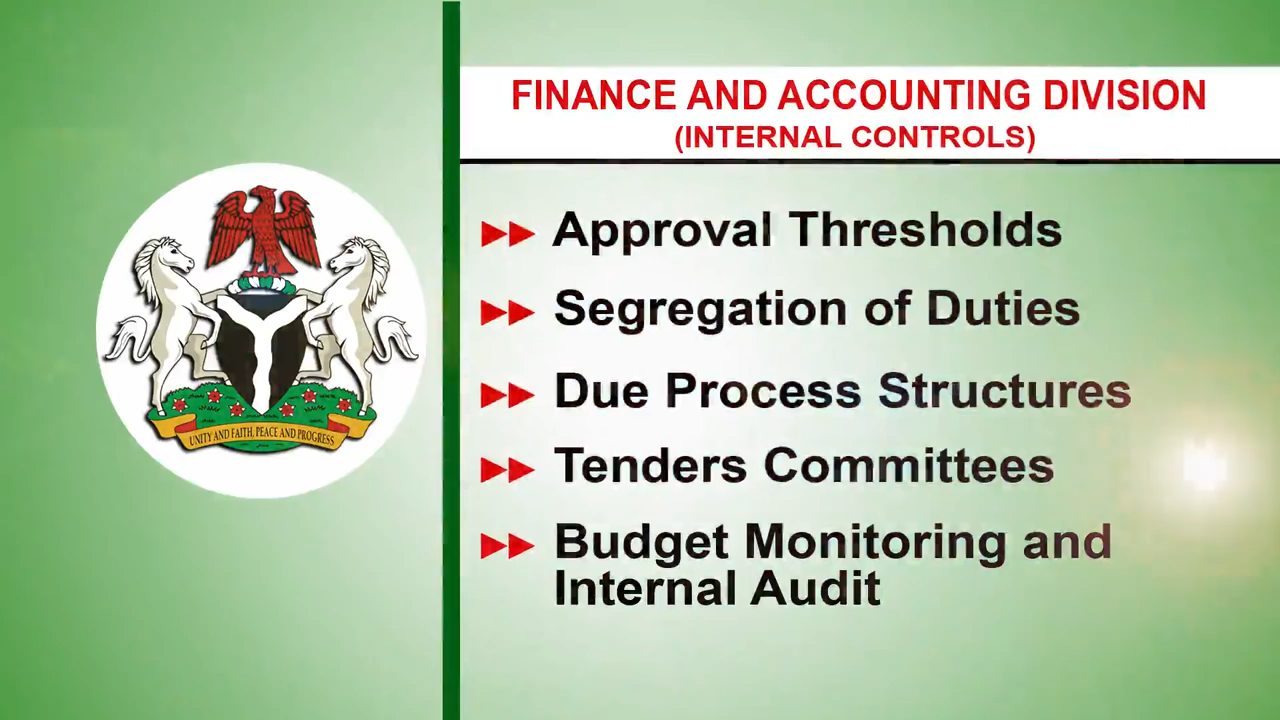 FINANCE AND ACCOUNTING DIVISION
(INTERNAL CONTROLS)
Approval Thresholds
Segregation of Duties
Due Process Structures
Tenders Committees
Budget Monitoring and
Internal Audit
UNITY AND FAITH, PEACE AND PROGRESS